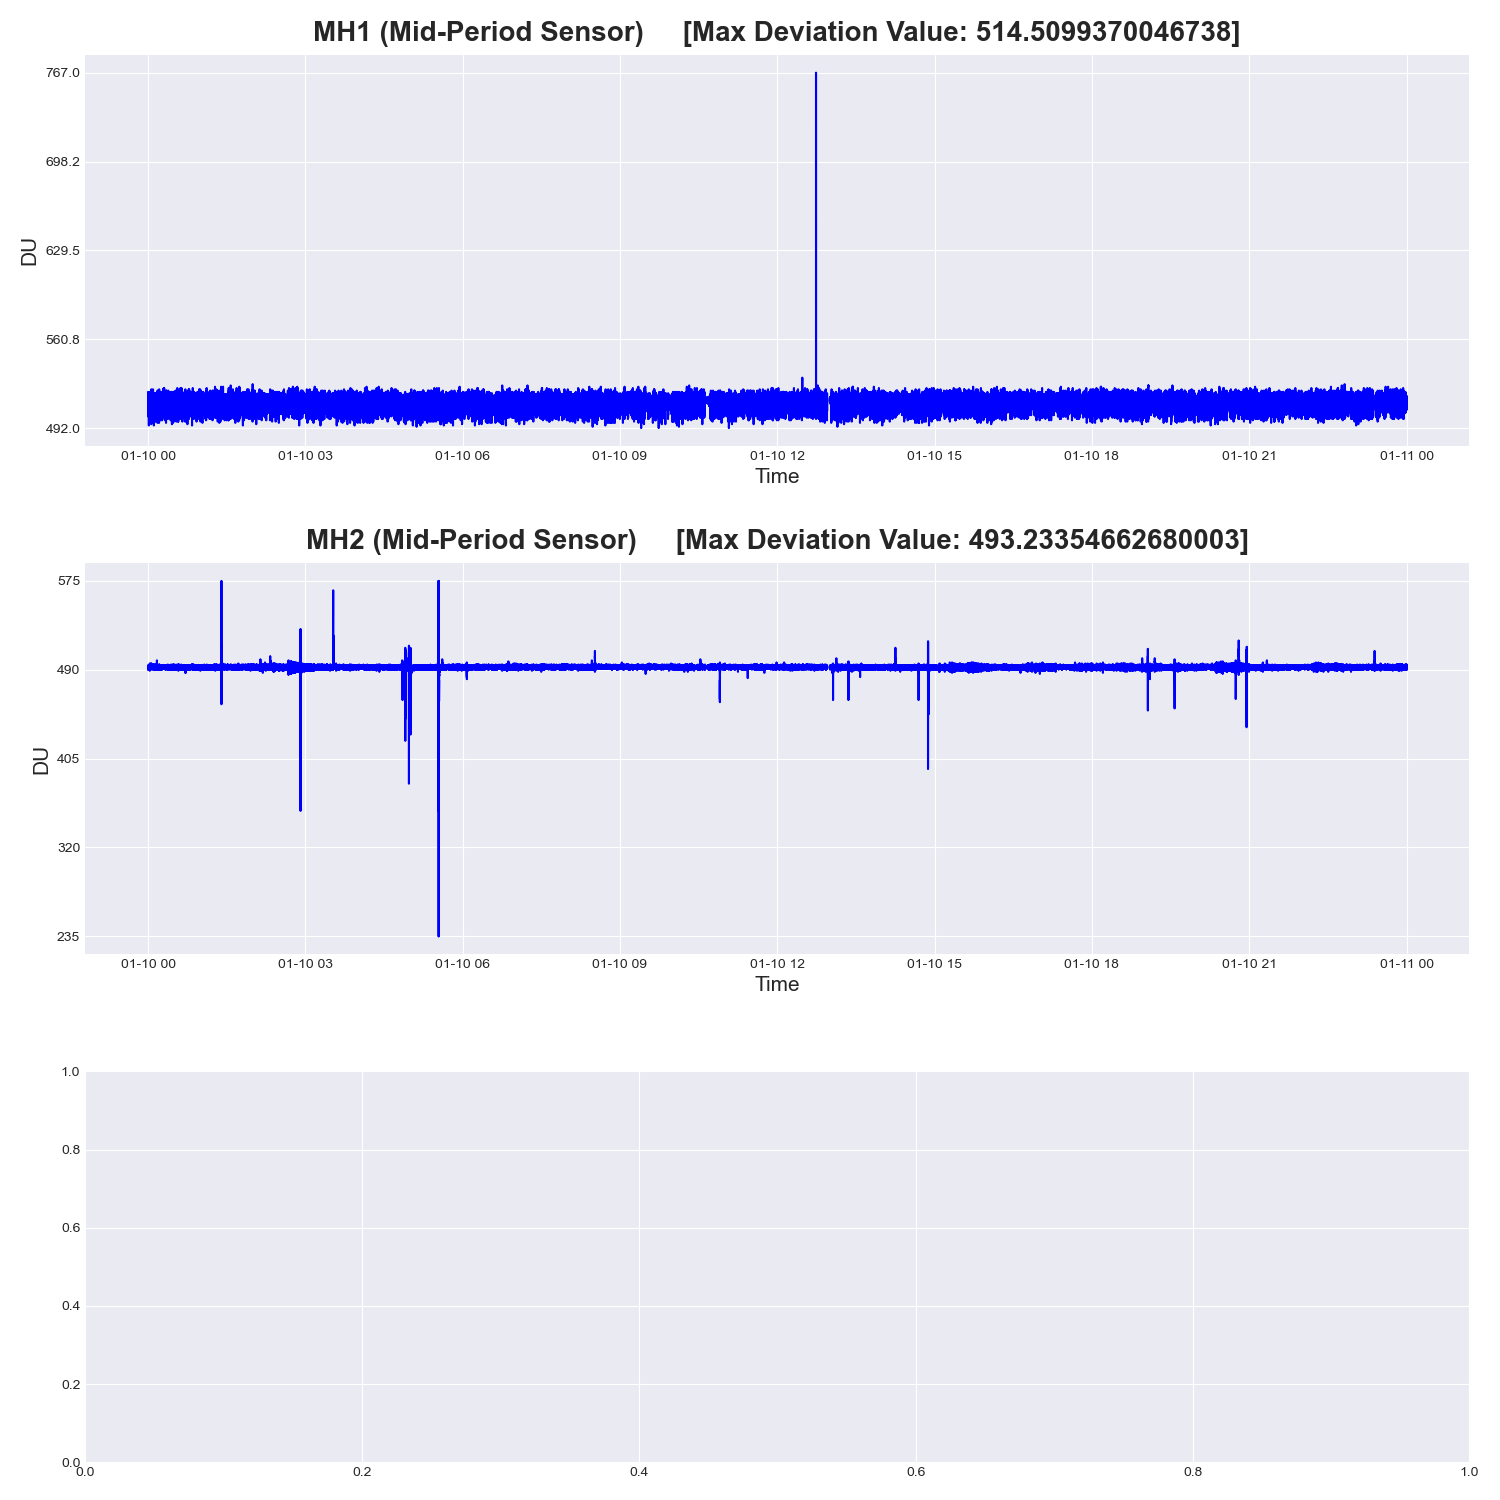 MH1 (Mid-Period Sensor) [Max Deviation Value: 514.5099370046738]
767.0
698.2
629.5
560.8
492.0
DU
01-10 00 01-10 03 01-10 06 01-10 09 01-10 12 01-10 15 01-10 18 01-10 21 01-11 00
Time
MH2 (Mid-Period Sensor) [Max Deviation Value: 493.23354662680003]
575
490
405
320
235
DU
01-10 00 01-10 03 01-10 06 01-10 09 01-10 12 01-10 15 01-10 18 01-10 21 01-11 00
Time
1.0
0.8
0.6
0.4
0.2
0.0
0.0 0.2 0.4 0.6 0.8 1.0